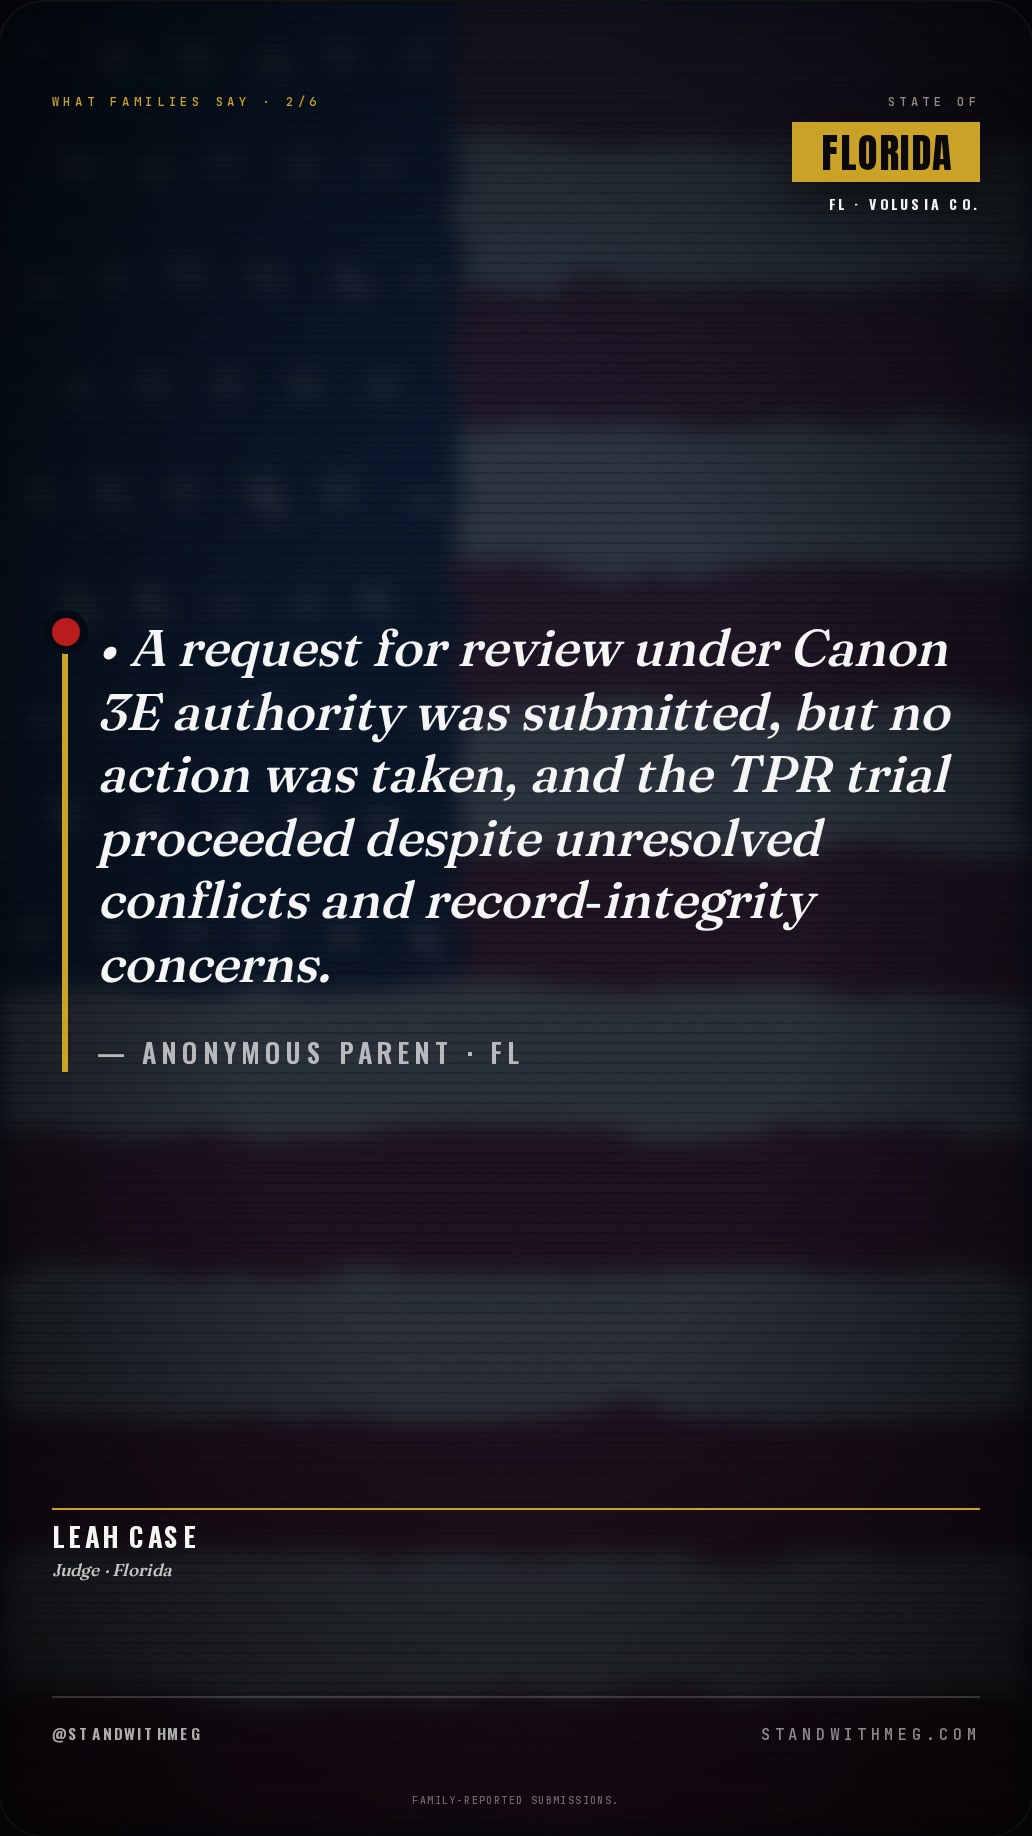 WHAT FAMILIES SAY · 2/6
STATE OF
FLORIDA
FL · VOLUSIA CO.
• A request for review under Canon
3E authority was submitted, but no
action was taken, and the TPR trial
proceeded despite unresolved
conflicts and record-integrity
concerns.
— ANONYMOUS PARENT · FL
LEAH CASE
Judge · Florida
@STANDWITHMEG
STANDWITHMEG.COM
FAMILY-REPORTED SUBMISSIONS.